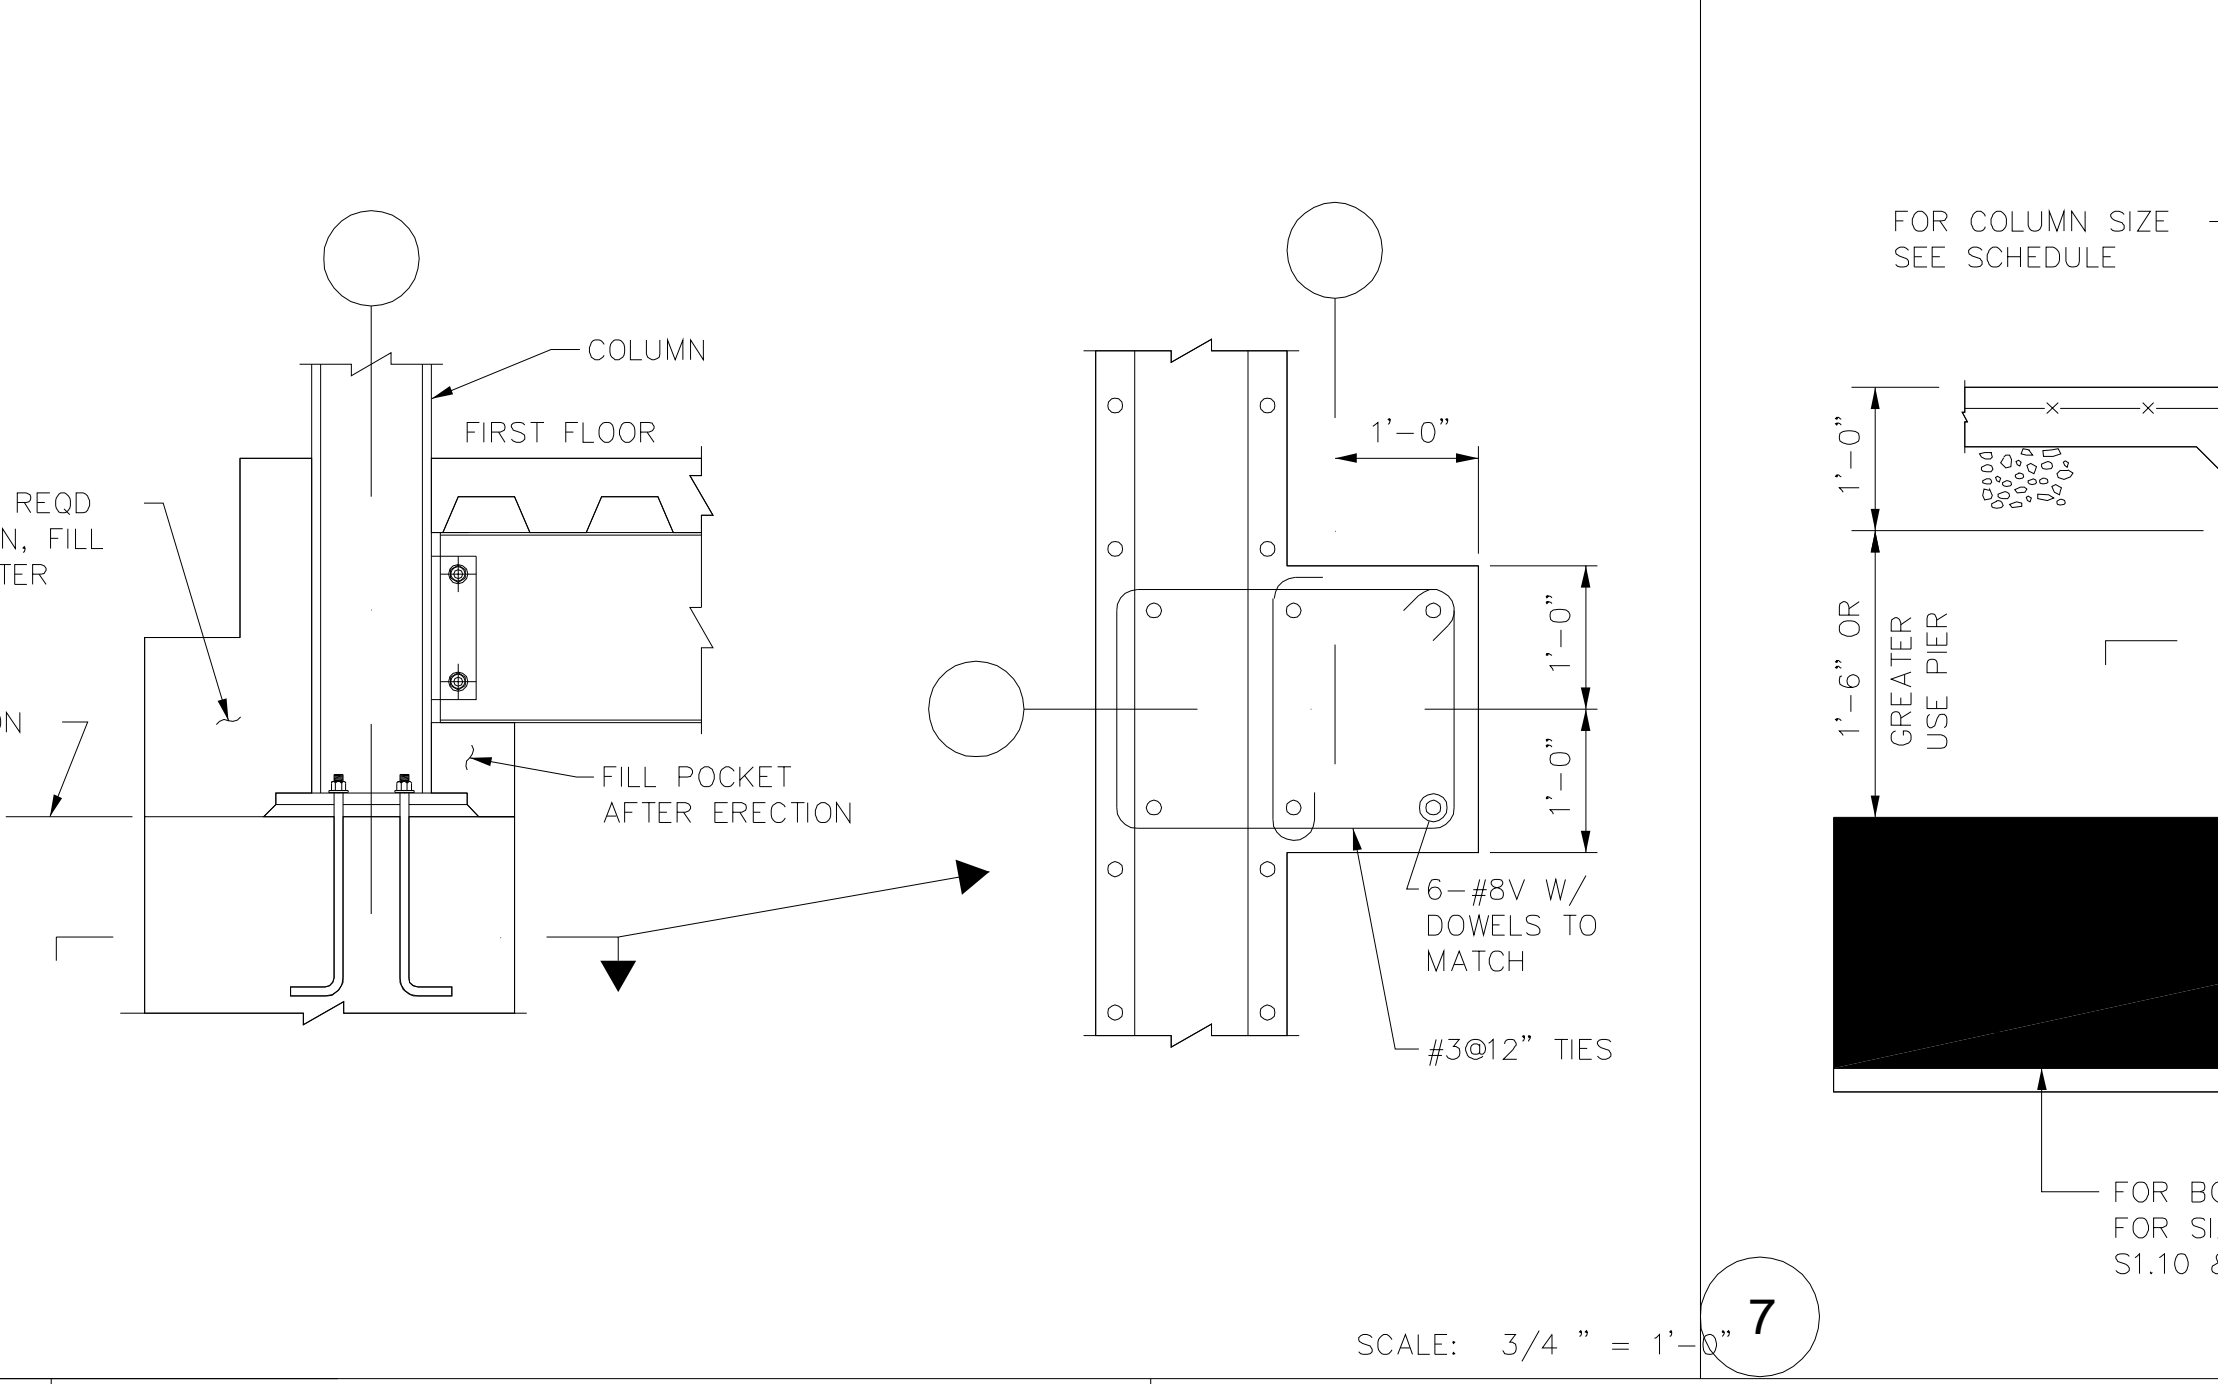 COLUMN
FIRST FLOOR
REQD
N, FILL
TER
ON
FILL POCKET
AFTER ERECTION
1'-0"
1'-0"
1'-0"
6-#8V W/
DOWELS TO
MATCH
#3@12" TIES
SCALE: 3/4 " = 1'-0"
7
FOR COLUMN SIZE
SEE SCHEDULE
1'-0"
1'-6" OR
GREATER
USE PIER
FOR BO
FOR SI
S1.10 &